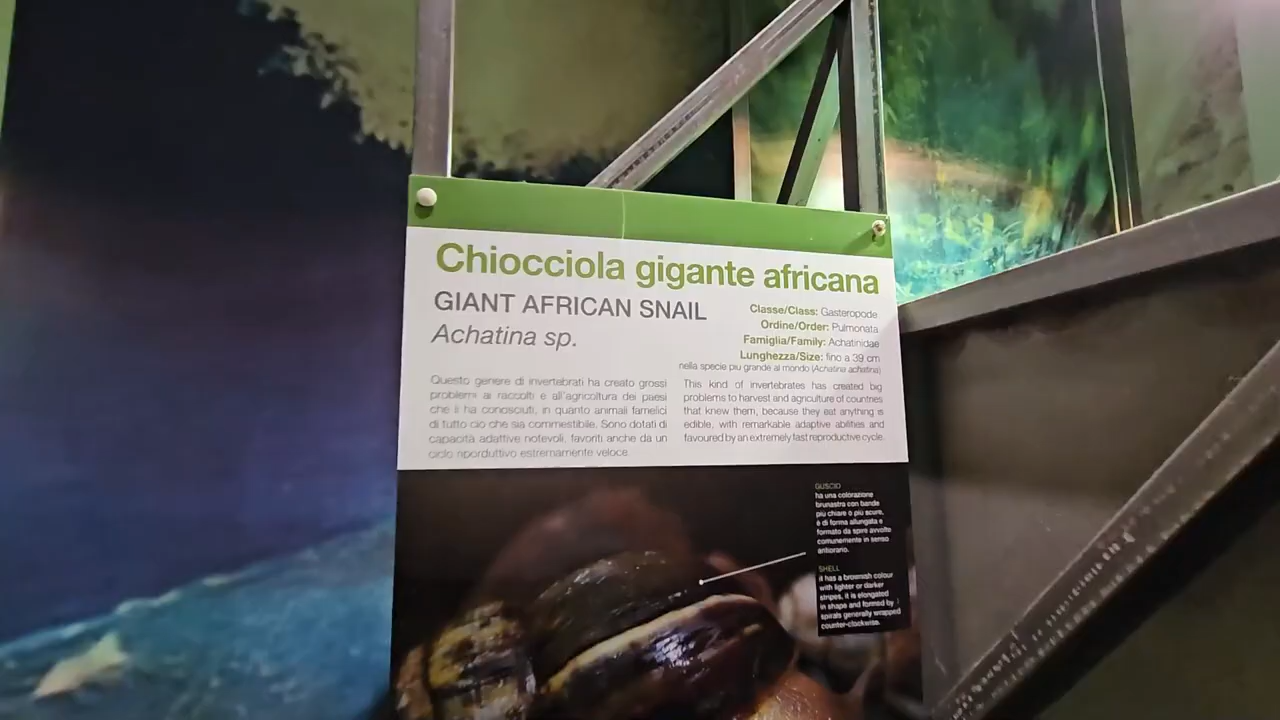 Chiocciola gigante africana
GIANT AFRICAN SNAIL
Achatina sp.
Classe/Class: Gasteropode
Ordine/Order: Pulmonata
Famiglia/Family: Achatinidae
Lunghezza/Size: fino a 39 cm
nella specie più grande al mondo (Achatina achatina)
Questo genere di invertebrati ha creato grossi
problemi ai raccolti e all'agricoltura dei paesi
che li ha conosciuti, in quanto animali famelici
di tutto ciò che sia commestibile. Sono dotati di
capacità adattive notevoli, favoriti anche da un
ciclo riporduttivo estremamente veloce.
This kind of invertebrates has created big
problems to harvest and agriculture of countries
that knew them, because they eat anything is
edible, with remarkable adaptive abilities and
favoured by an extremely fast reproductive cycle.
GUSCIO
ha una colorazione
brunastra con bande
più chiare o più scure,
è di forma allungata e
formato da spire avvolte
comunemente in senso
antiorario.
SHELL
it has a brownish colour
with lighter or darker
stripes, it is elongated
in shape and formed by
spirals generally wrapped
counter-clockwise.